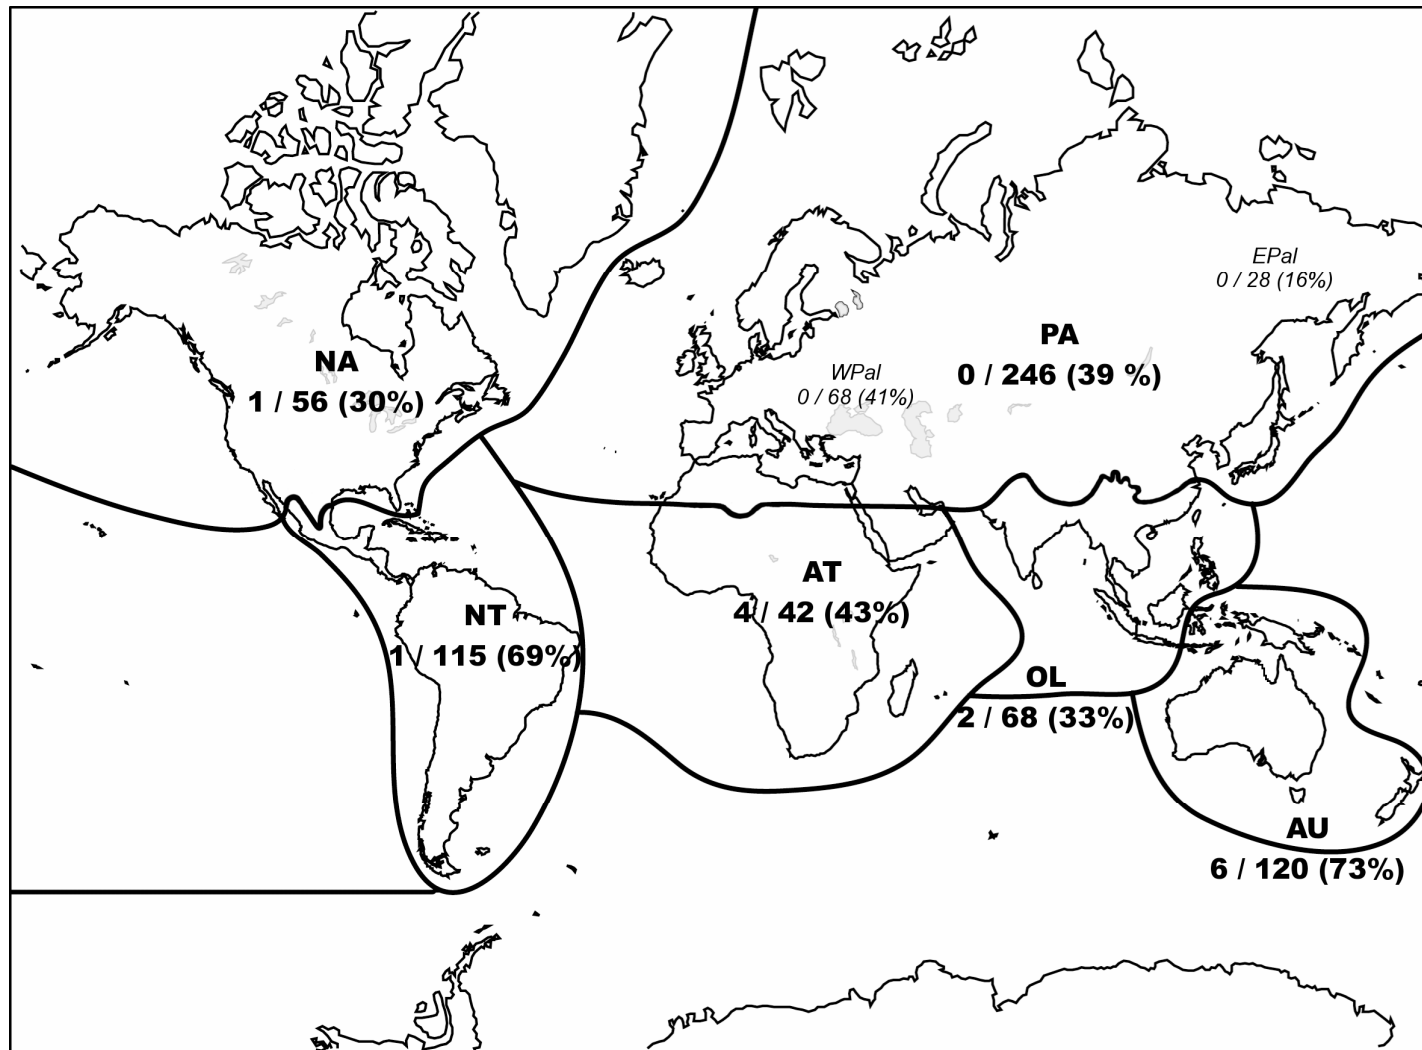 EPal
0 / 28 (16%)
PA
0 / 246 (39 %)
NA
1 / 56 (30%)
WPal
0 / 68 (41%)
AT
4 / 42 (43%)
NT
1 / 115 (69%)
OL
2 / 68 (33%)
AU
6 / 120 (73%)